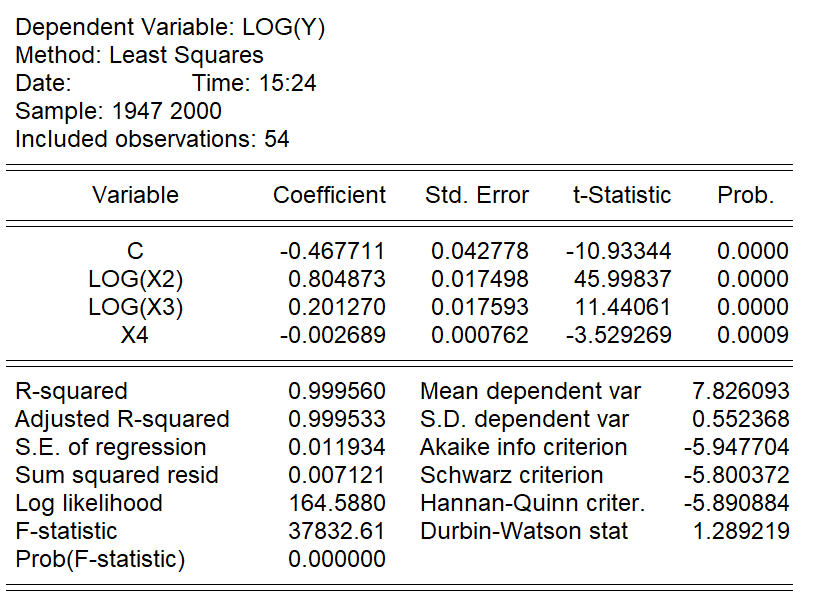 Dependent Variable: LOG(Y)
Method: Least Squares
Date: Time: 15:24
Sample: 1947 2000
Included observations: 54
Variable Coefficient Std. Error t-Statistic Prob.
C -0.467711 0.042778 -10.93344 0.0000
LOG(X2) 0.804873 0.017498 45.99837 0.0000
LOG(X3) 0.201270 0.017593 11.44061 0.0000
X4 -0.002689 0.000762 -3.529269 0.0009
R-squared 0.999560 Mean dependent var 7.826093
Adjusted R-squared 0.999533 S.D. dependent var 0.552368
S.E. of regression 0.011934 Akaike info criterion -5.947704
Sum squared resid 0.007121 Schwarz criterion -5.800372
Log likelihood 164.5880 Hannan-Quinn criter. -5.890884
F-statistic 37832.61 Durbin-Watson stat 1.289219
Prob(F-statistic) 0.000000